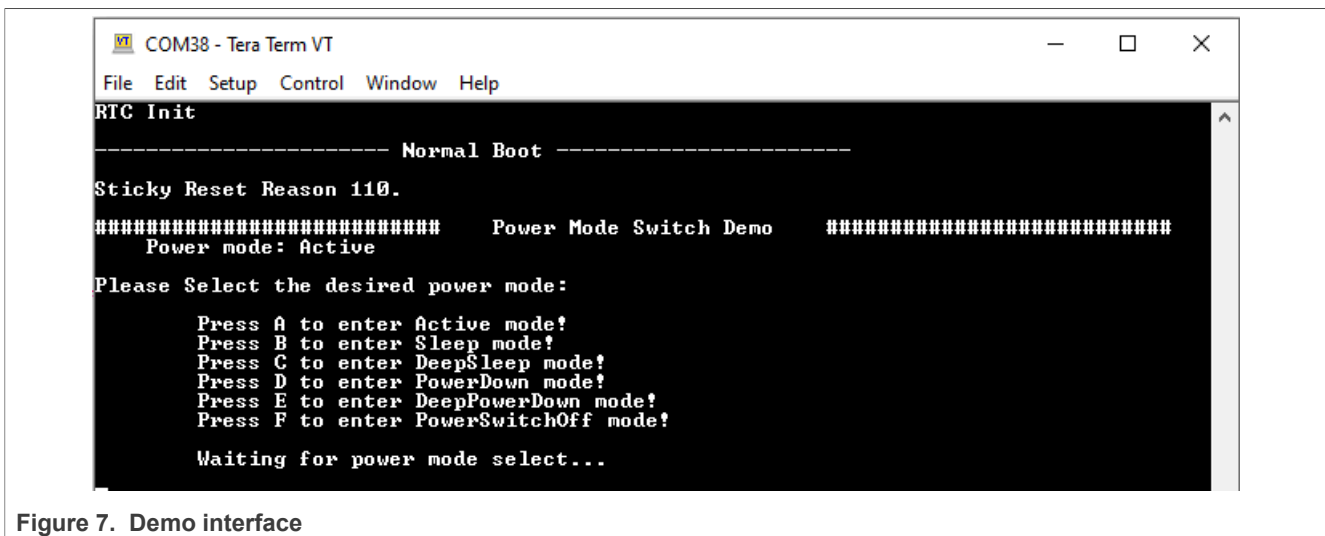 COM38 - Tera Term VT
File Edit Setup Control Window Help
RTC Init
----------------------- Normal Boot -----------------------
Sticky Reset Reason 110.
########################### Power Mode Switch Demo ###########################
Power mode: Active
Please Select the desired power mode:
Press A to enter Active mode!
Press B to enter Sleep mode!
Press C to enter DeepSleep mode!
Press D to enter PowerDown mode!
Press E to enter DeepPowerDown mode!
Press F to enter PowerSwitchOff mode!
Waiting for power mode select...
Figure 7. Demo interface